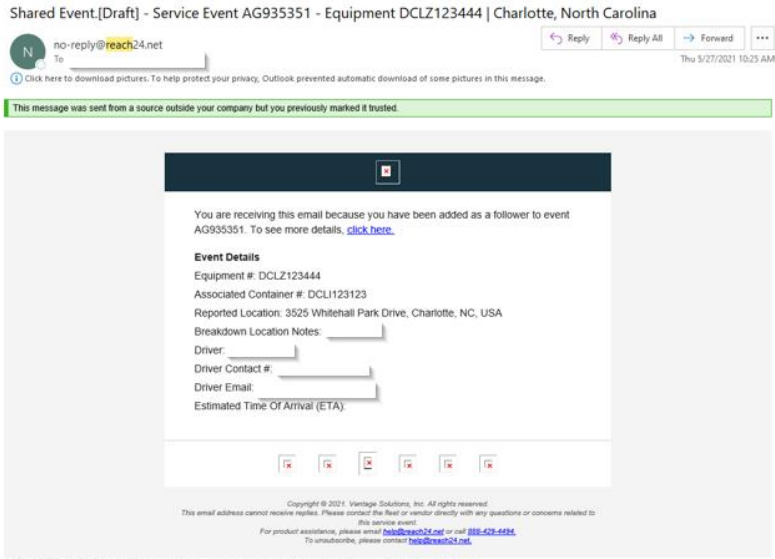 Shared Event.[Draft] - Service Event AG935351 - Equipment DCLZ123444 | Charlotte, North Carolina
N
no-reply@reach24.net
To
Reply
Reply All
Forward
Thu 5/27/2021 10:25 AM
Click here to download pictures. To help protect your privacy, Outlook prevented automatic download of some pictures in this message.
This message was sent from a source outside your company but you previously marked it trusted.
You are receiving this email because you have been added as a follower to event
AG935351. To see more details, click here.
Event Details
Equipment #: DCLZ123444
Associated Container #: DCLI123123
Reported Location: 3525 Whitehall Park Drive, Charlotte, NC, USA
Breakdown Location Notes:
Driver:
Driver Contact #:
Driver Email:
Estimated Time Of Arrival (ETA):
Copyright © 2021. Vantage Solutions, Inc. All rights reserved.
This email address cannot receive replies. Please contact the fleet or vendor directly with any questions or concerns related to
this service event.
For product assistance, please email help@reach24.net or call 888-429-4494.
To unsubscribe, please contact help@reach24.net.